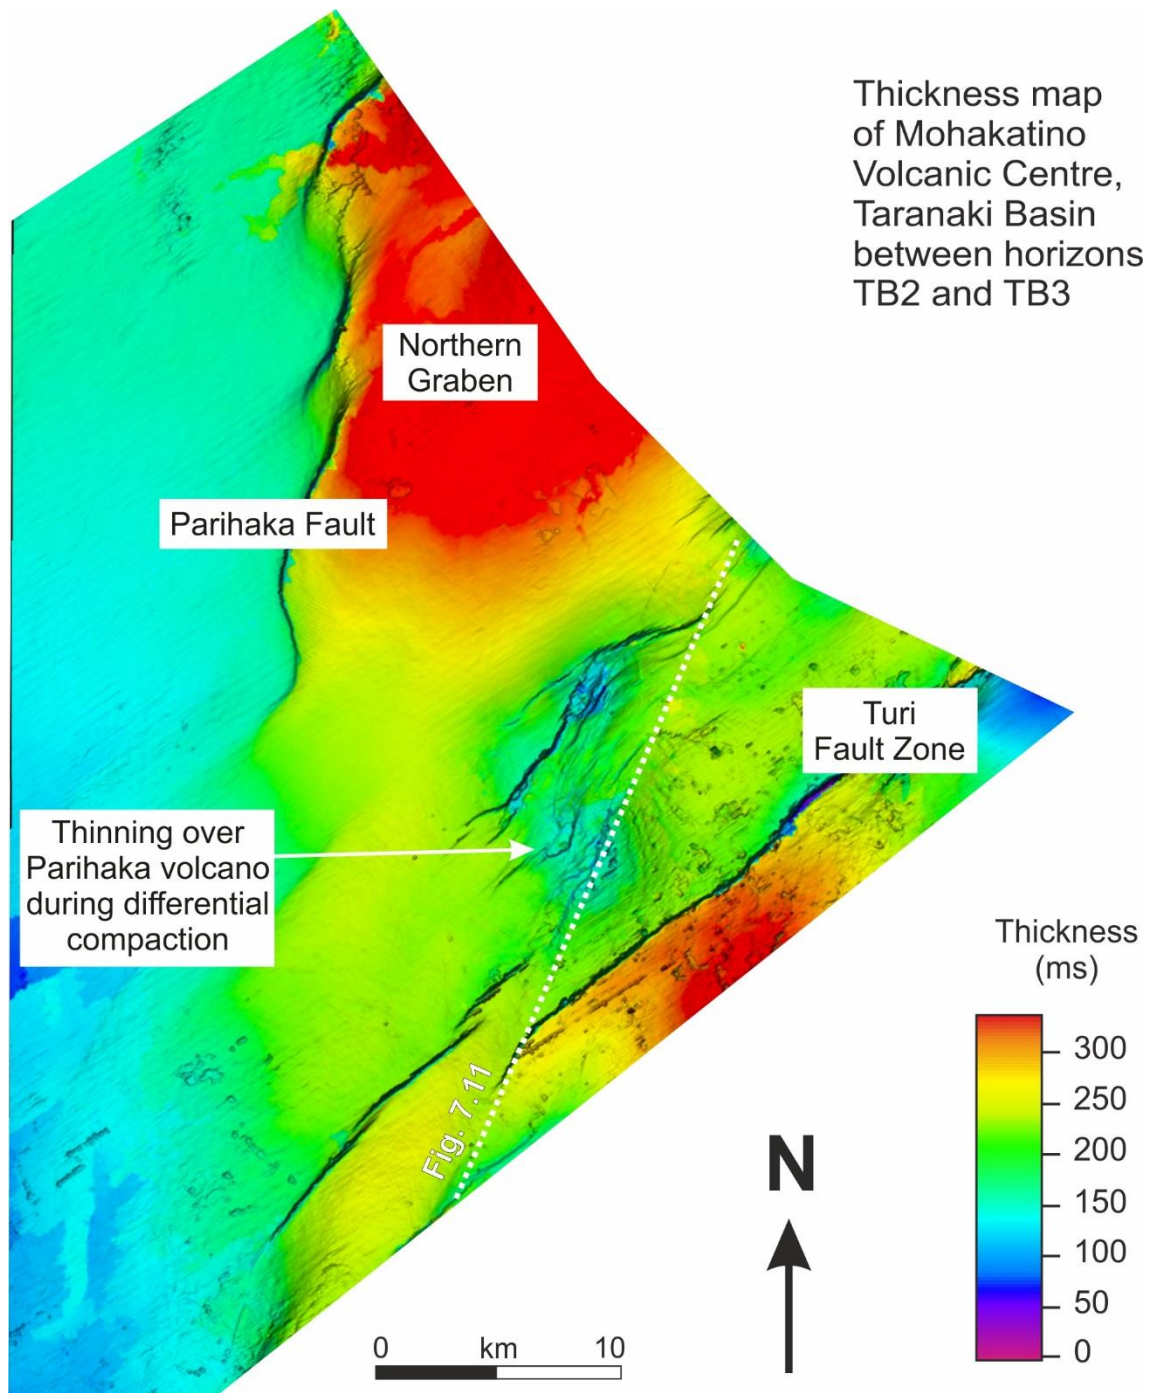 Thickness map
of Mohakatino
Volcanic Centre,
Taranaki Basin
between horizons
TB2 and TB3
Northern
Graben
Parihaka Fault
Turi
Fault Zone
Thinning over
Parihaka volcano
during differential
compaction
Fig. 7.11
Thickness
(ms)
300
250
200
150
100
50
0
N
0 km 10